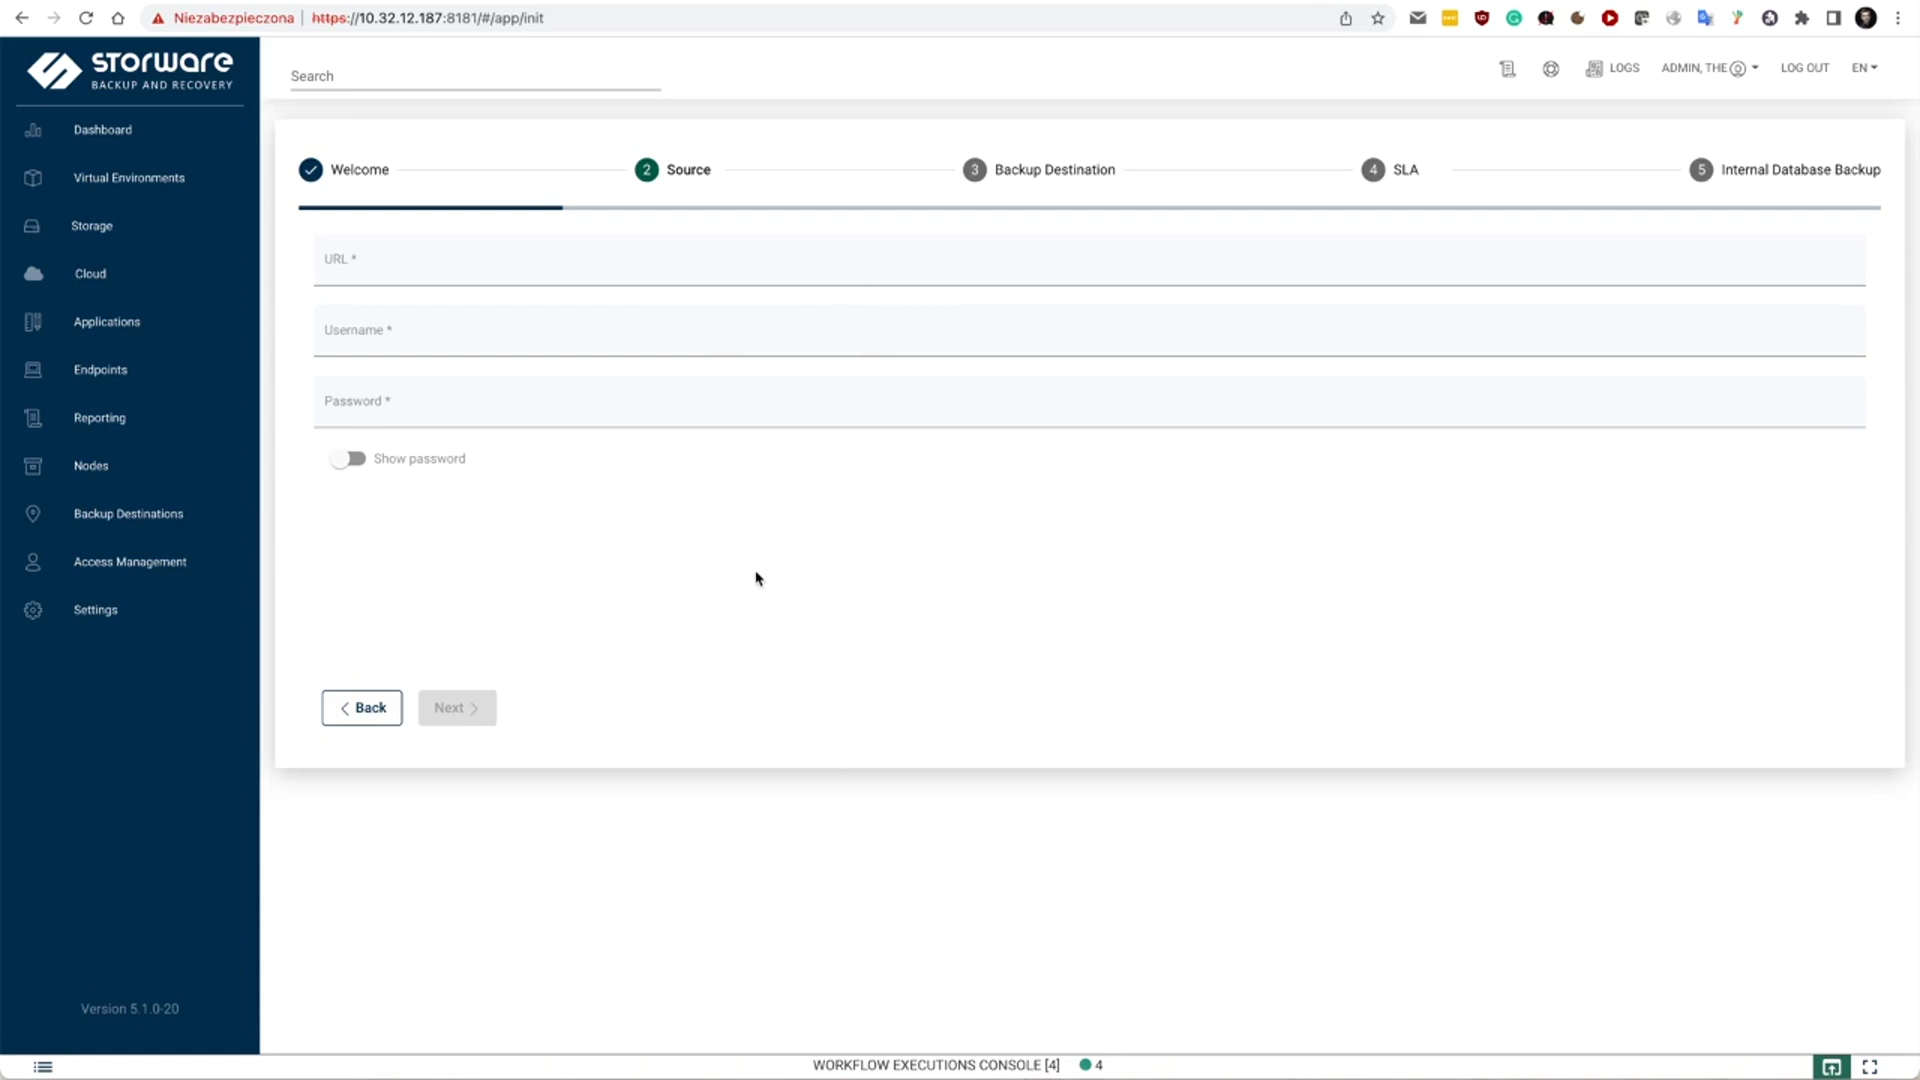 Niezabezpieczona | https://10.32.12.187:8181/#/app/init
STORWARE
BACKUP AND RECOVERY
Search
LOGS
ADMIN, THE
LOG OUT
EN
Dashboard
Virtual Environments
Storage
Cloud
Applications
Endpoints
Reporting
Nodes
Backup Destinations
Access Management
Settings
Version 5.1.0-20
Welcome
2 Source
3 Backup Destination
4 SLA
5 Internal Database Backup
URL *
Username *
Password *
Show password
Back
Next
WORKFLOW EXECUTIONS CONSOLE [4] 4